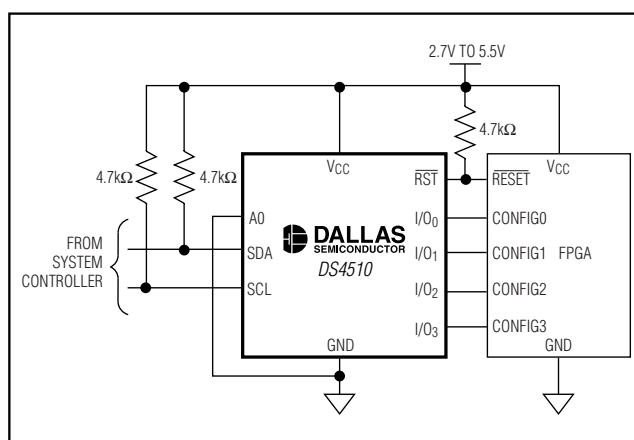 2.7V TO 5.5V
4.7kΩ
4.7kΩ
4.7kΩ
VCC
VCC
RST
RESET
A0
I/O0
CONFIG0
DALLAS
SEMICONDUCTOR
DS4510
FROM
SYSTEM
CONTROLLER
SDA
I/O1
CONFIG1
FPGA
I/O2
CONFIG2
SCL
I/O3
CONFIG3
GND
GND